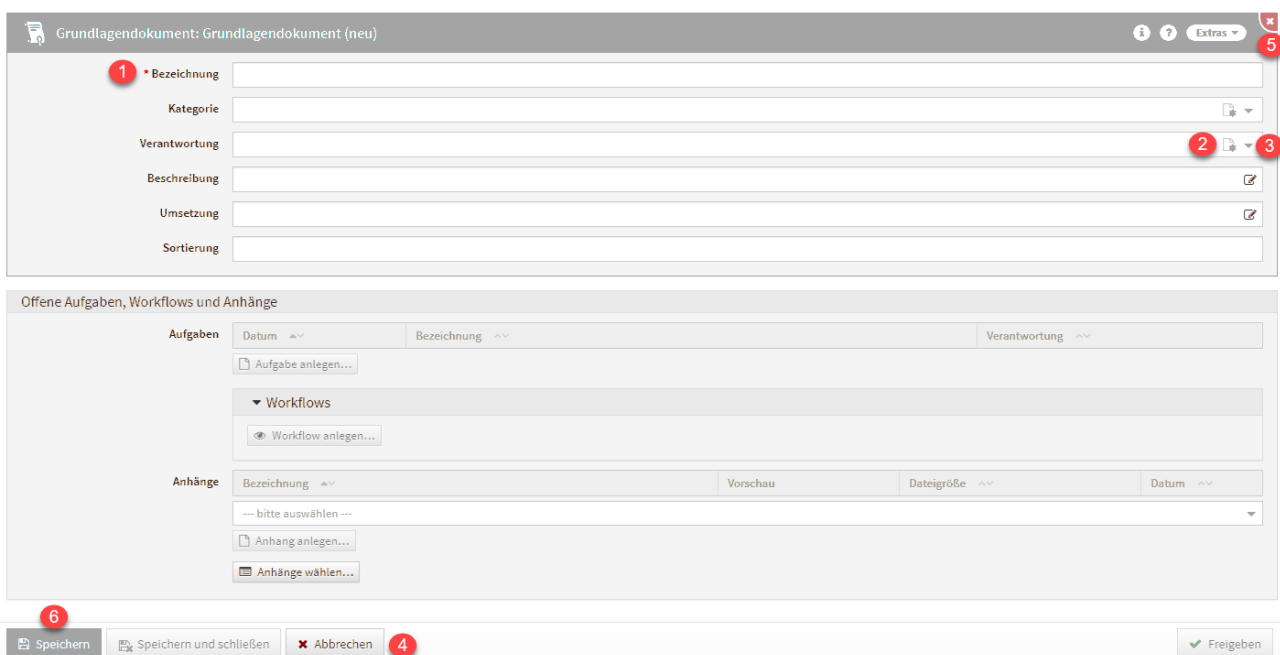 Grundlagendokument: Grundlagendokument (neu) i ? Extras
5
1 * Bezeichnung
Kategorie
Verantwortung 2 3
Beschreibung
Umsetzung
Sortierung
Offene Aufgaben, Workflows und Anhänge
Aufgaben Datum Bezeichnung Verantwortung
Aufgabe anlegen...
Workflows
Workflow anlegen...
Anhänge Bezeichnung Vorschau Dateigröße Datum
--- bitte auswählen ---
Anhang anlegen...
Anhänge wählen...
6
Speichern Speichern und schließen Abbrechen 4 Freigeben